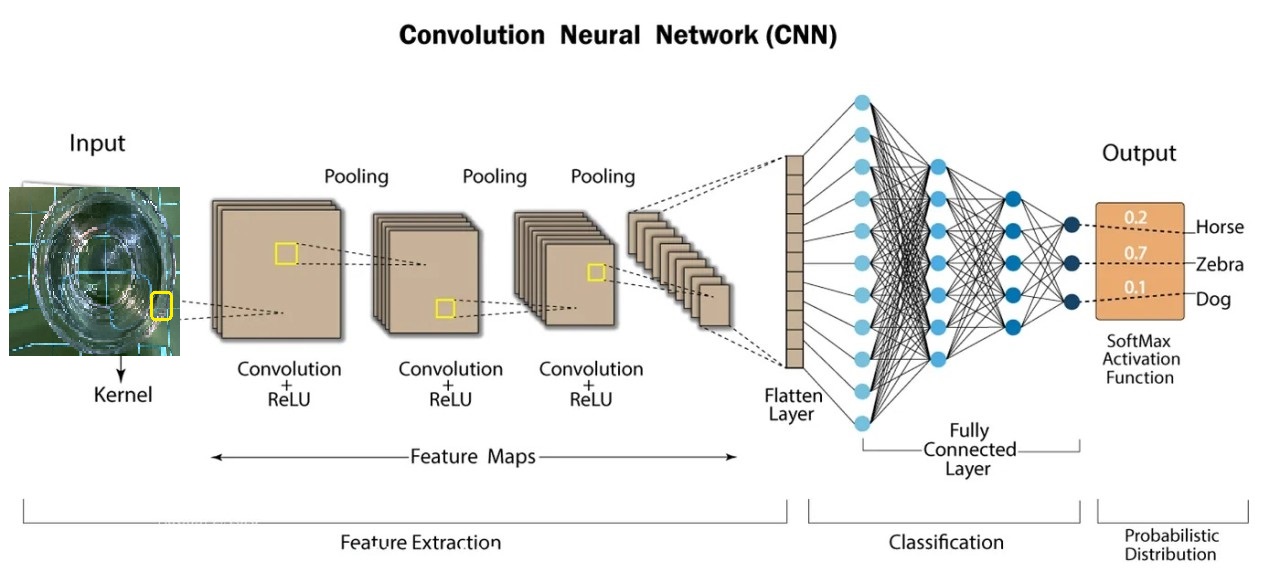 Convolution Neural Network (CNN)
Input
Kernel
Pooling
Pooling
Pooling
Convolution
+
ReLU
Convolution
+
ReLU
Convolution
+
ReLU
Feature Maps
Feature Extraction
Flatten
Layer
Fully
Connected
Layer
Classification
Output
0.2
0.7
0.1
Horse
Zebra
Dog
SoftMax
Activation
Function
Probabilistic
Distribution